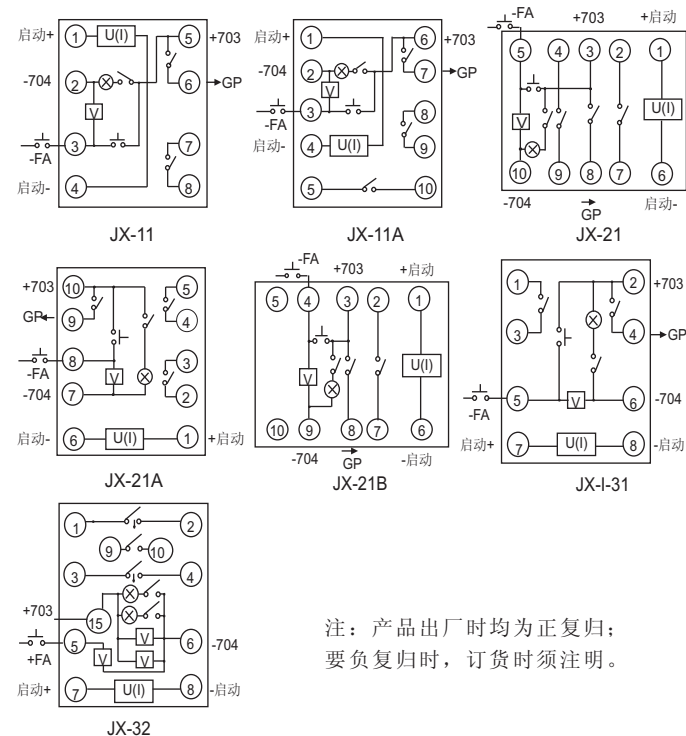 启动+ 1 U(I) 5 +703
-704 2 6 GP
V
-FA 3 7
启动- 4 8
JX-11
启动+ 1 6 +703
-704 2 7 GP
V
-FA 3 8
启动- 4 U(I) 9
5 10
JX-11A
-FA +703 +启动
5 4 3 2 1
V U(I)
10 9 8 7 6
-704 GP 启动-
JX-21
+703 10 5
GP 9 4
-FA 8 3
V
-704 7 2
启动- 6 U(I) 1 +启动
JX-21A
-FA +703 +启动
5 4 3 2 1
V U(I)
10 9 8 7 6
-704 GP -启动
JX-21B
1 2 +703
3 4 GP
-FA 5 V 6 -704
启动+ 7 U(I) 8 -启动
JX-I-31
1 2
9 10
3 4
+703 15
+FA 5 V 6 -704
V V
启动+ 7 U(I) 8 -启动
JX-32
注：产品出厂时均为正复归；
要负复归时，订货时须注明。